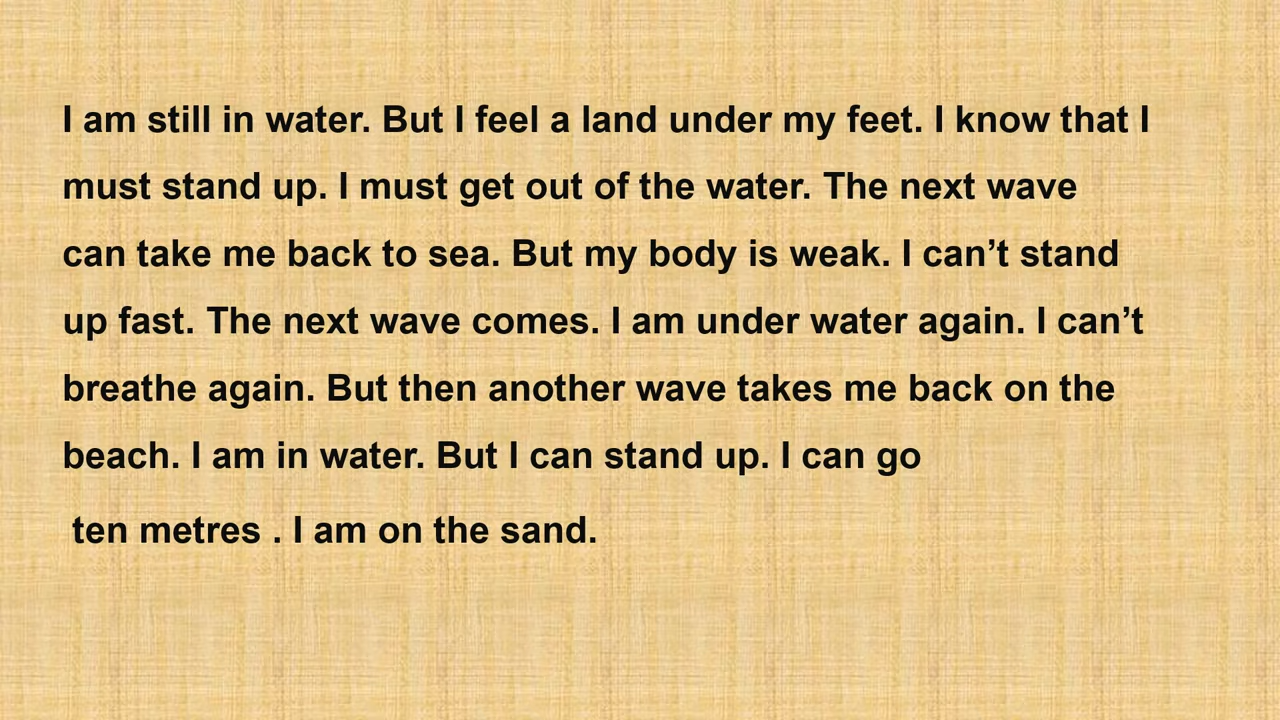 I am still in water. But I feel a land under my feet. I know that I
must stand up. I must get out of the water. The next wave
can take me back to sea. But my body is weak. I can’t stand
up fast. The next wave comes. I am under water again. I can’t
breathe again. But then another wave takes me back on the
beach. I am in water. But I can stand up. I can go
ten metres . I am on the sand.